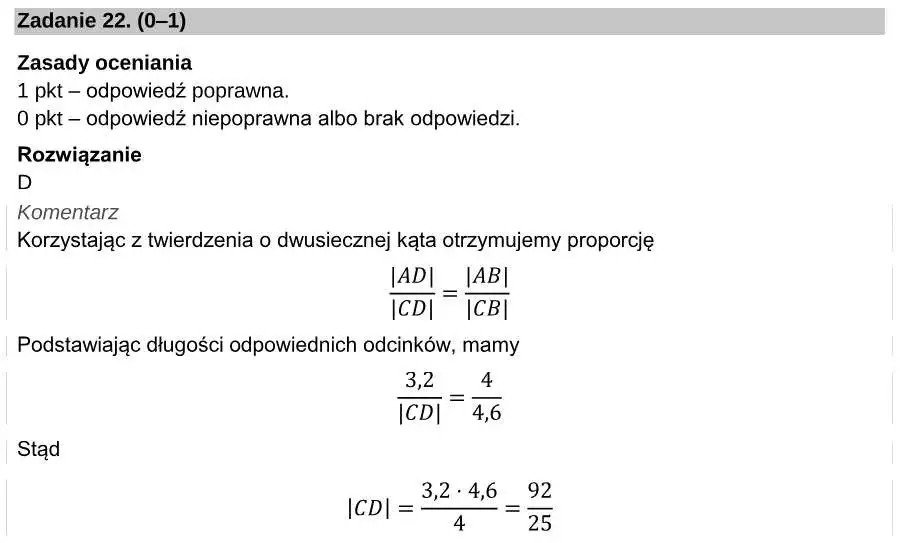 Zadanie 22. (0–1)
Zasady oceniania
1 pkt – odpowiedź poprawna.
0 pkt – odpowiedź niepoprawna albo brak odpowiedzi.
Rozwiązanie
D
Komentarz
Korzystając z twierdzenia o dwusiecznej kąta otrzymujemy proporcję
|AD| / |CD| = |AB| / |CB|
Podstawiając długości odpowiednich odcinków, mamy
3,2 / |CD| = 4 / 4,6
Stąd
|CD| = 3,2 · 4,6 / 4 = 92 / 25